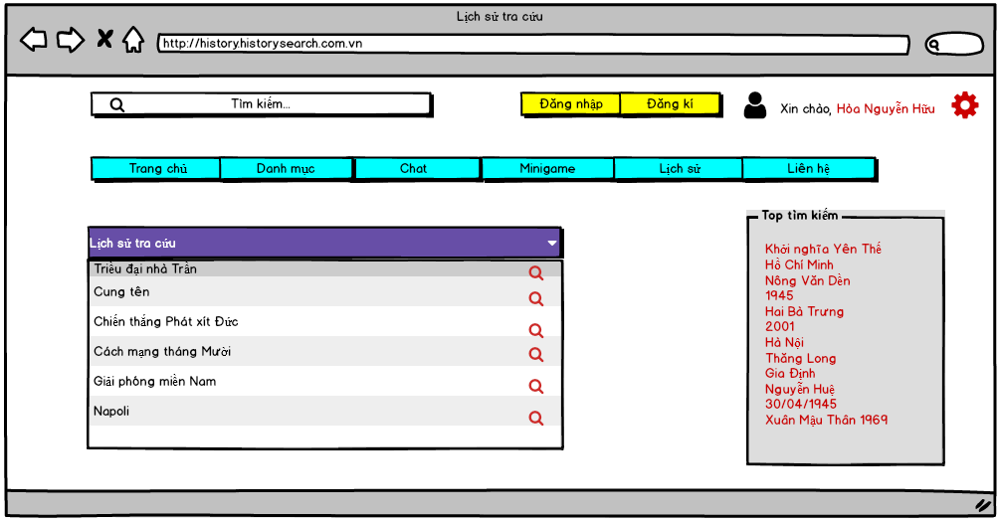 Lịch sử tra cứu
http://history.historysearch.com.vn
Tìm kiếm...
Đăng nhập
Đăng kí
Xin chào, Hòa Nguyễn Hữu
Trang chủ
Danh mục
Chat
Minigame
Lịch sử
Liên hệ
Lịch sử tra cứu
Triều đại nhà Trần
Cung tên
Chiến thắng Phát xít Đức
Cách mạng tháng Mười
Giải phóng miền Nam
Napoli
Top tìm kiếm
Khởi nghĩa Yên Thế
Hồ Chí Minh
Nông Văn Dền
1945
Hai Bà Trưng
2001
Hà Nội
Thăng Long
Gia Định
Nguyễn Huệ
30/04/1945
Xuân Mậu Thân 1969